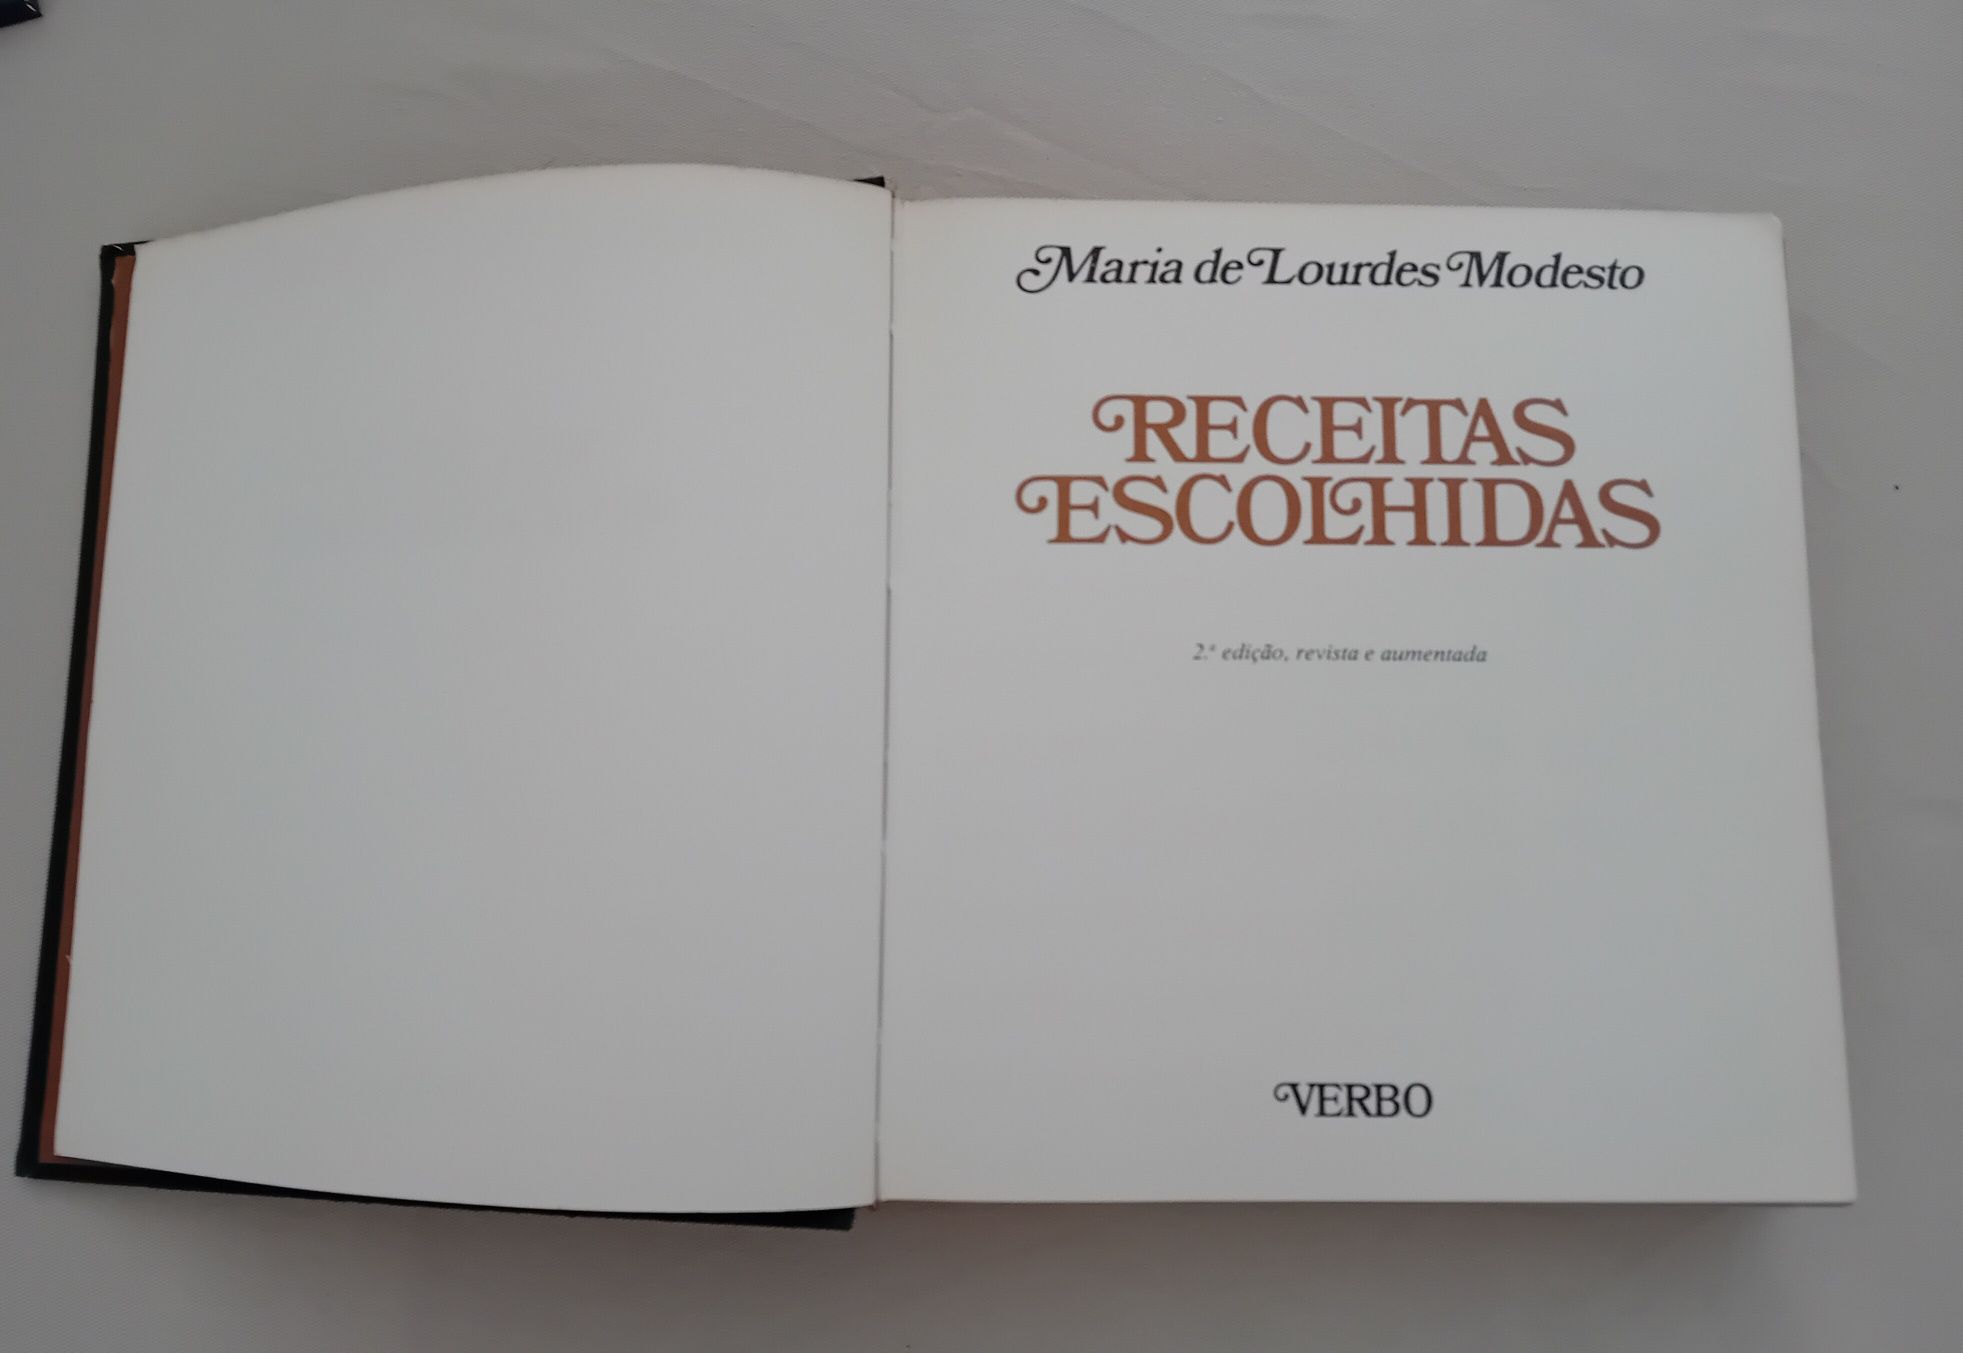 Maria de Lourdes Modesto
RECEITAS
ESCOLHIDAS
2.ª edição, revista e aumentada
VERBO